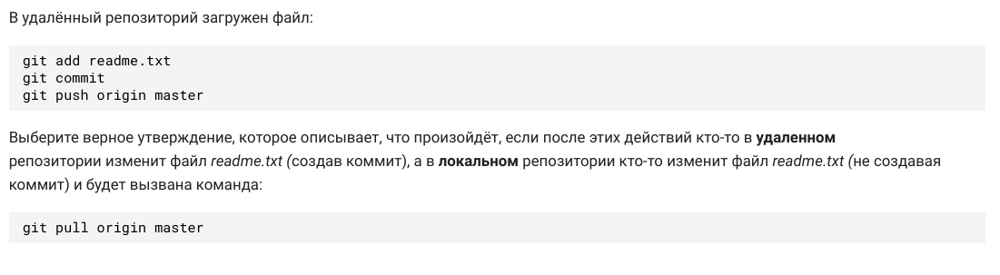 В удалённый репозиторий загружен файл:
git add readme.txt
git commit
git push origin master
Выберите верное утверждение, которое описывает, что произойдёт, если после этих действий кто-то в удаленном
репозитории изменит файл readme.txt (создав коммит), а в локальном репозитории кто-то изменит файл readme.txt (не создавая
коммит) и будет вызвана команда:
git pull origin master